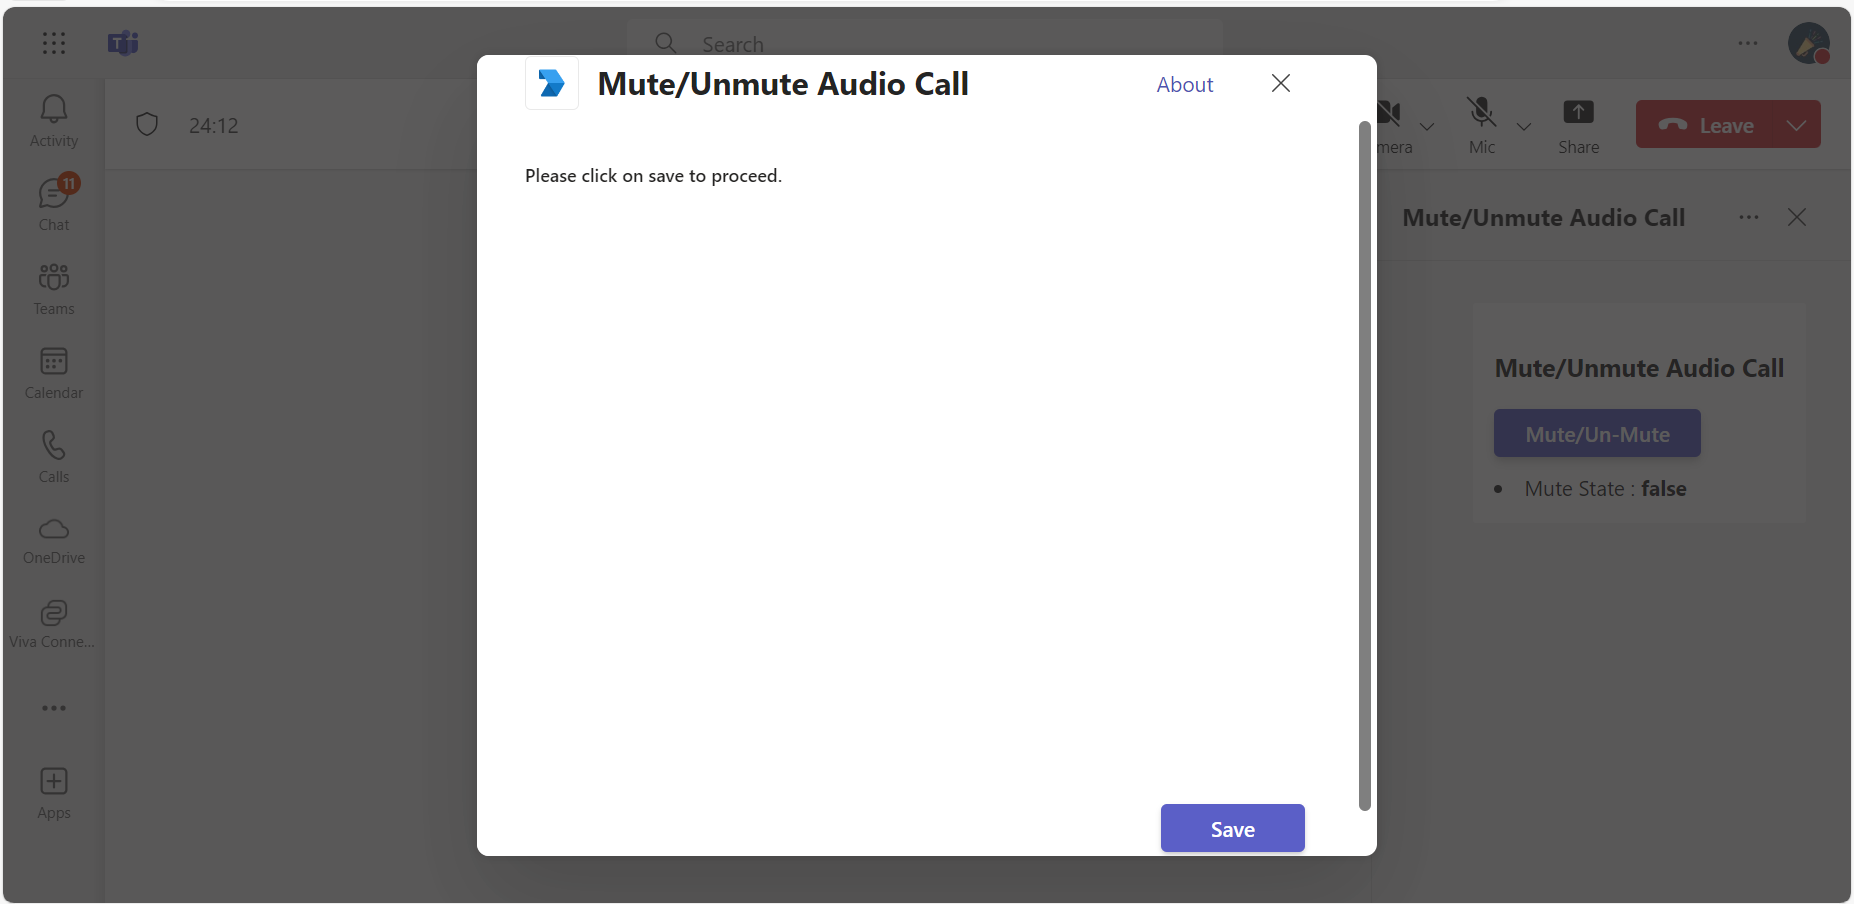 Search
Mute/Unmute Audio Call
About
Activity
24:12
mera
Mic
Share
Leave
Please click on save to proceed.
11
Chat
Mute/Unmute Audio Call
Teams
Mute/Unmute Audio Call
Calendar
Mute/Un-Mute
Calls
Mute State : false
OneDrive
Viva Conne...
Apps
Save